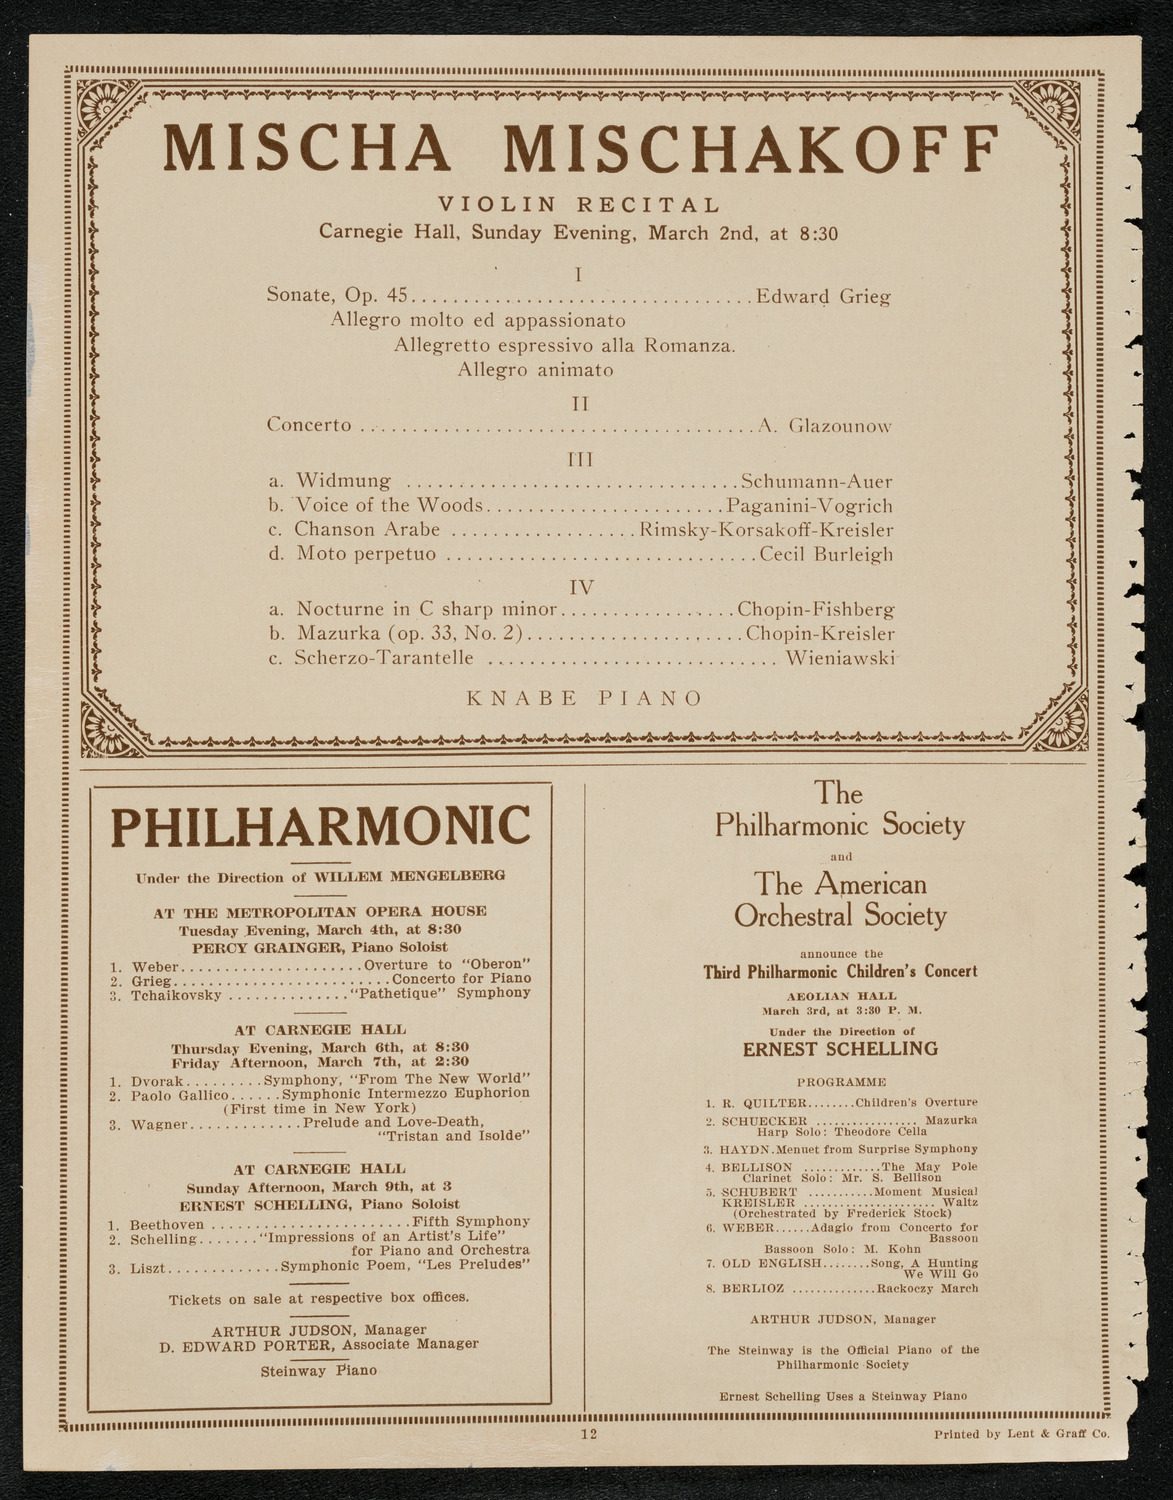 MISCHA MISCHAKOFF
VIOLIN RECITAL
Carnegie Hall, Sunday Evening, March 2nd, at 8:30
I
Sonate, Op. 45................................Edward Grieg
Allegro molto ed appassionato
Allegretto espressivo alla Romanza.
Allegro animato
II
Concerto .....................................A. Glazounow
III
a. Widmung ...............................Schumann-Auer
b. Voice of the Woods.......................Paganini-Vogrich
c. Chanson Arabe .................Rimsky-Korsakoff-Kreisler
d. Moto perpetuo .............................Cecil Burleigh
IV
a. Nocturne in C sharp minor.................Chopin-Fishberg
b. Mazurka (op. 33, No. 2).....................Chopin-Kreisler
c. Scherzo-Tarantelle ........................... Wieniawski
KNABE PIANO
PHILHARMONIC
Under the Direction of WILLEM MENGELBERG
AT THE METROPOLITAN OPERA HOUSE
Tuesday Evening, March 4th, at 8:30
PERCY GRAINGER, Piano Soloist
1. Weber.....................Overture to "Oberon"
2. Grieg.........................Concerto for Piano
3. Tchaikovsky .............."Pathetique" Symphony
AT CARNEGIE HALL
Thursday Evening, March 6th, at 8:30
Friday Afternoon, March 7th, at 2:30
1. Dvorak.........Symphony, "From The New World"
2. Paolo Gallico......Symphonic Intermezzo Euphorion
(First time in New York)
3. Wagner............Prelude and Love-Death,
"Tristan and Isolde"
AT CARNEGIE HALL
Sunday Afternoon, March 9th, at 3
ERNEST SCHELLING, Piano Soloist
1. Beethoven .......................Fifth Symphony
2. Schelling......."Impressions of an Artist's Life"
for Piano and Orchestra
3. Liszt.............Symphonic Poem, "Les Preludes"
Tickets on sale at respective box offices.
ARTHUR JUDSON, Manager
D. EDWARD PORTER, Associate Manager
Steinway Piano
The
Philharmonic Society
and
The American
Orchestral Society
announce the
Third Philharmonic Children's Concert
AEOLIAN HALL
March 3rd, at 3:30 P. M.
Under the Direction of
ERNEST SCHELLING
PROGRAMME
1. R. QUILTER........Children's Overture
2. SCHUECKER ................. Mazurka
Harp Solo: Theodore Cella
3. HAYDN.Menuet from Surprise Symphony
4. BELLISON .............The May Pole
Clarinet Solo: Mr. S. Bellison
5. SCHUBERT ...........Moment Musical
KREISLER ...................... Waltz
(Orchestrated by Frederick Stock)
6. WEBER......Adagio from Concerto for
Bassoon
Bassoon Solo: M. Kohn
7. OLD ENGLISH........Song, A Hunting
We Will Go
8. BERLIOZ ..............Rackoczy March
ARTHUR JUDSON, Manager
The Steinway is the Official Piano of the
Philharmonic Society
Ernest Schelling Uses a Steinway Piano
12
Printed by Lent & Graff Co.